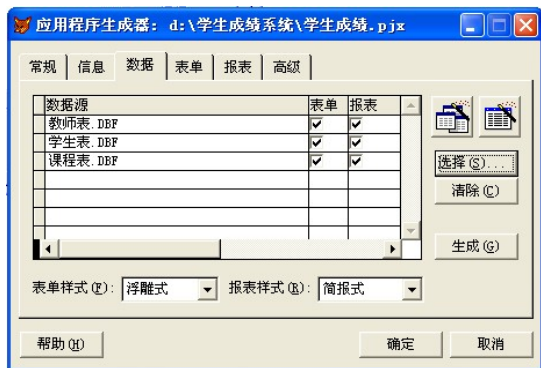 应用程序生成器: d:\学生成绩系统\学生成绩.pjx
常规 信息 数据 表单 报表 高级
数据源 表单 报表
教师表.DBF
学生表.DBF
课程表.DBF
选择(S)...
清除(C)
生成(G)
表单样式(F): 浮雕式 报表样式(R): 简报式
帮助(H) 确定 取消